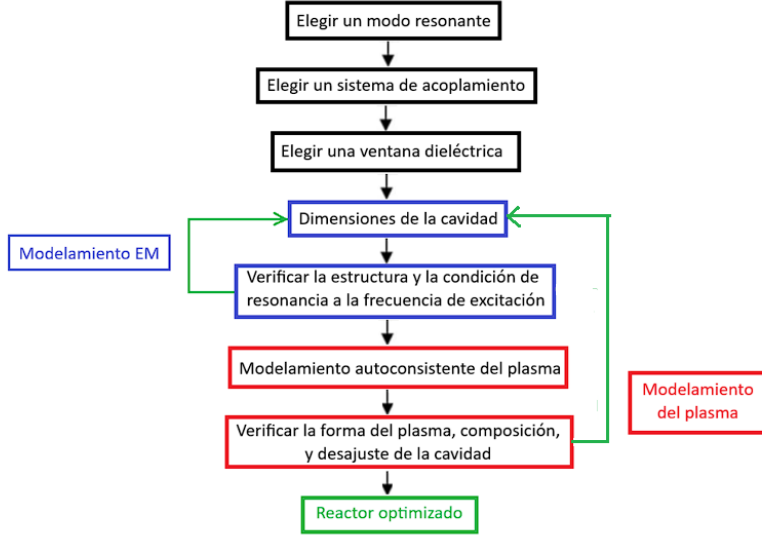 Elegir un modo resonante
Elegir un sistema de acoplamiento
Elegir una ventana dieléctrica
Dimensiones de la cavidad
Modelamiento EM
Verificar la estructura y la condición de
resonancia a la frecuencia de excitación
Modelamiento autoconsistente del plasma
Modelamiento
del plasma
Verificar la forma del plasma, composición,
y desajuste de la cavidad
Reactor optimizado